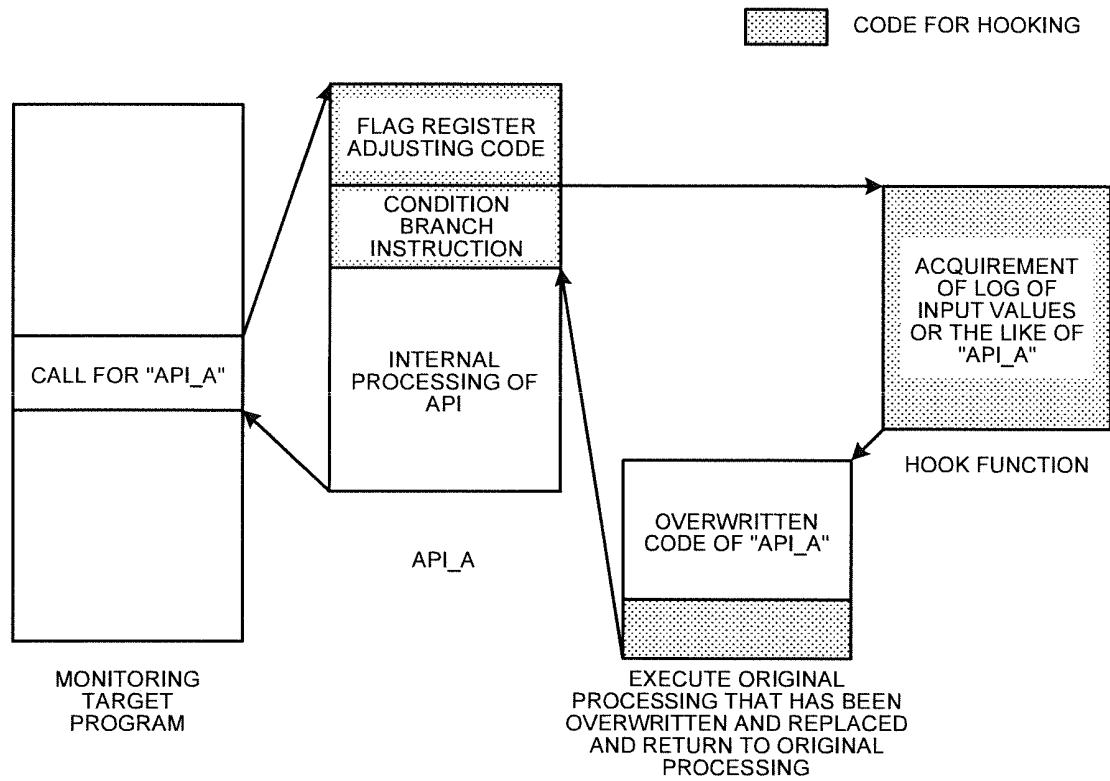 CODE FOR HOOKING
FLAG REGISTER
ADJUSTING CODE
CONDITION
BRANCH
INSTRUCTION
INTERNAL
PROCESSING OF
API
API_A
CALL FOR "API_A"
MONITORING
TARGET
PROGRAM
ACQUIREMENT
OF LOG OF
INPUT VALUES
OR THE LIKE OF
"API_A"
HOOK FUNCTION
OVERWRITTEN
CODE OF "API_A"
EXECUTE ORIGINAL
PROCESSING THAT HAS BEEN
OVERWRITTEN AND REPLACED
AND RETURN TO ORIGINAL
PROCESSING